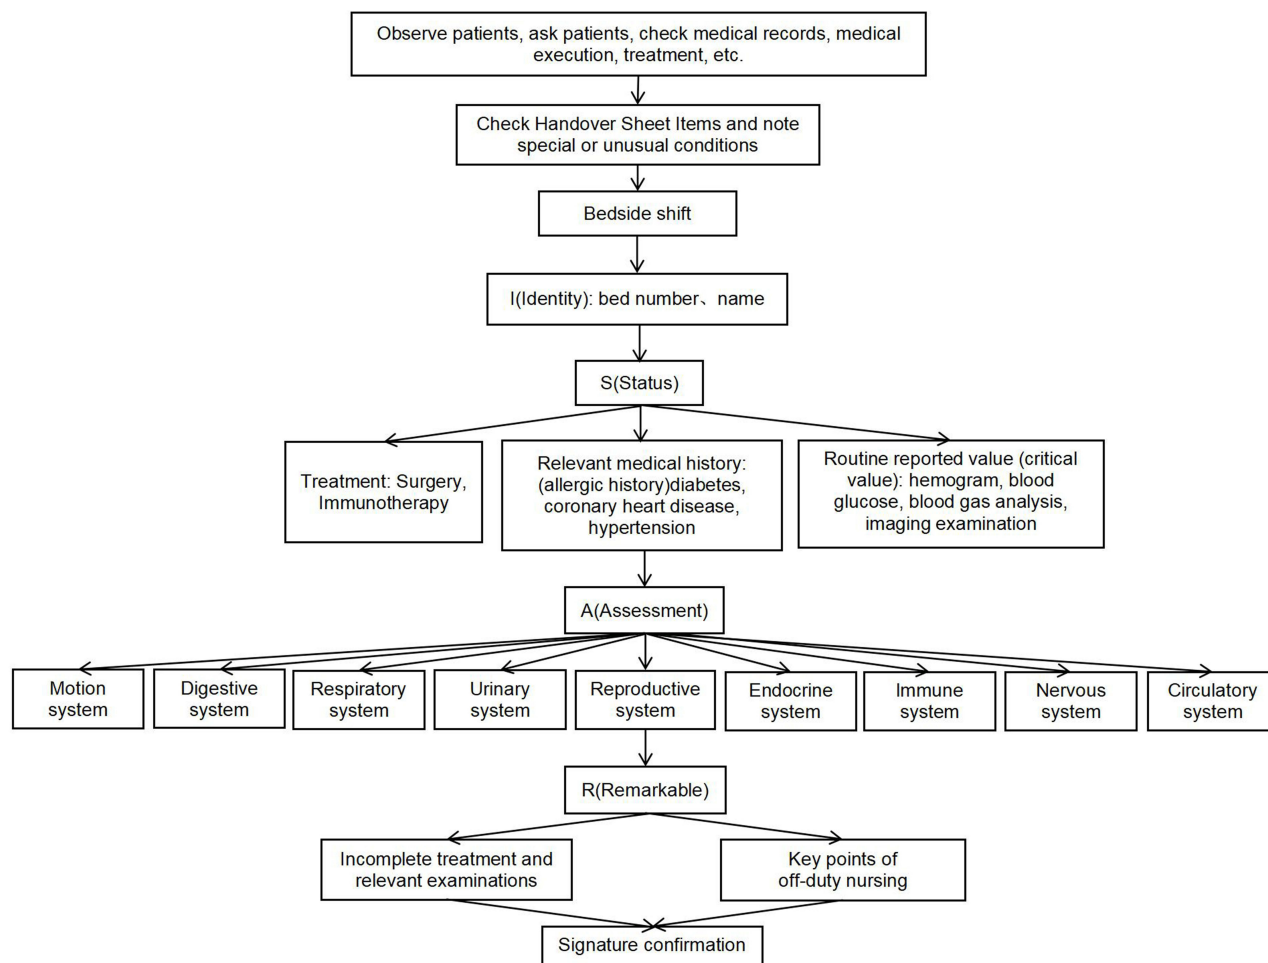 Observe patients, ask patients, check medical records, medical
execution, treatment, etc.
Check Handover Sheet Items and note
special or unusual conditions
Bedside shift
I(Identity): bed number、name
S(Status)
Treatment: Surgery,
Immunotherapy
Relevant medical history:
(allergic history)diabetes,
coronary heart disease,
hypertension
Routine reported value (critical
value): hemogram, blood
glucose, blood gas analysis,
imaging examination
A(Assessment)
Motion
system
Digestive
system
Respiratory
system
Urinary
system
Reproductive
system
Endocrine
system
Immune
system
Nervous
system
Circulatory
system
R(Remarkable)
Incomplete treatment and
relevant examinations
Key points of
off-duty nursing
Signature confirmation